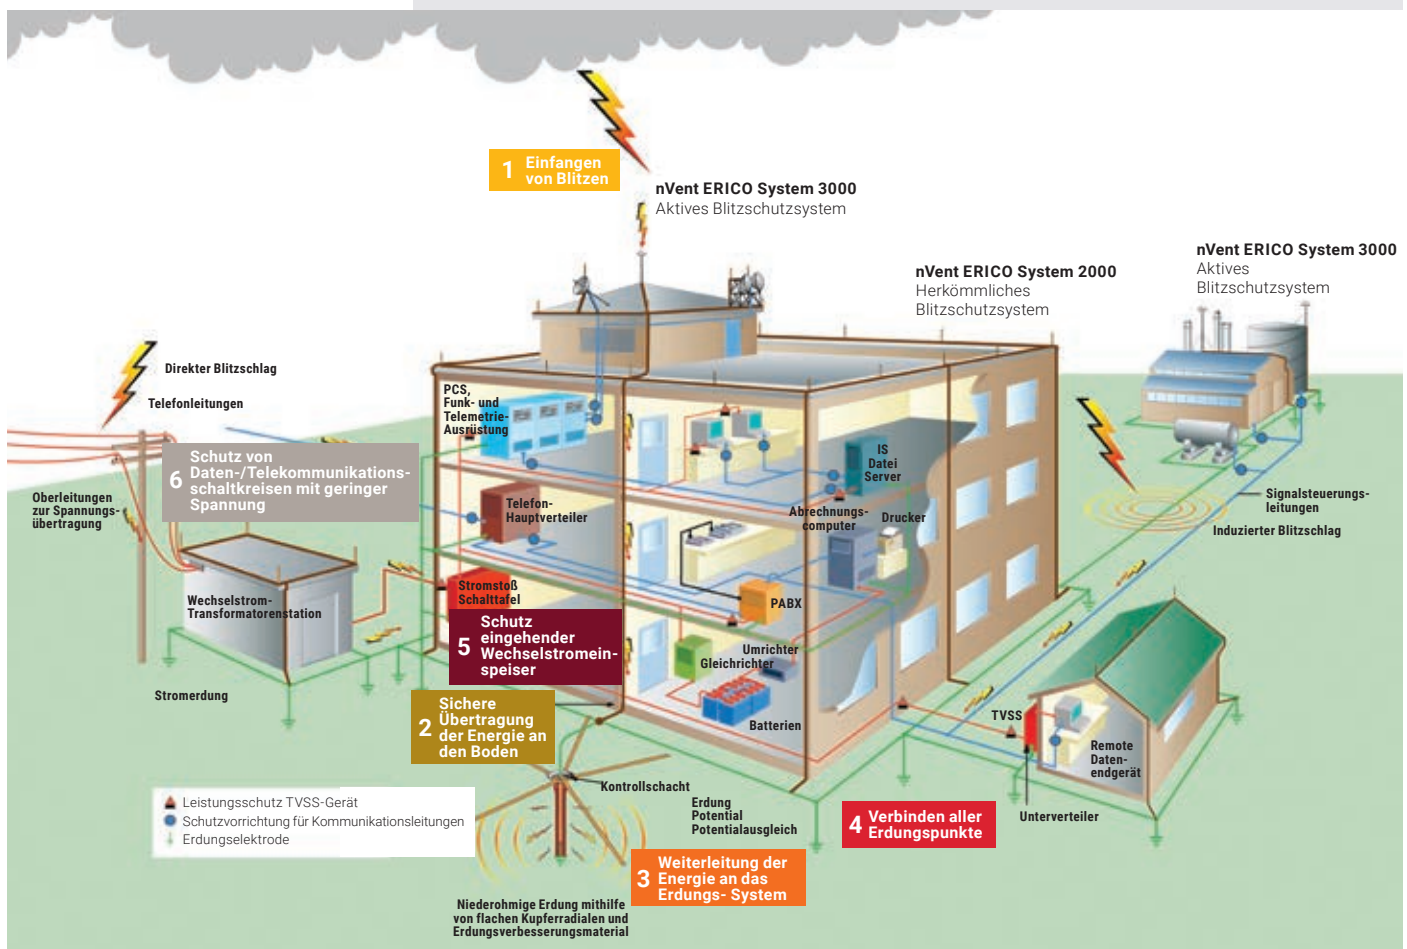 1 Einfangen
von Blitzen
nVent ERICO System 3000
Aktives Blitzschutzsystem
nVent ERICO System 2000
Herkömmliches
Blitzschutzsystem
nVent ERICO System 3000
Aktives
Blitzschutzsystem
Direkter Blitzschlag
Telefonleitungen
6 Schutz von
Daten-/Telekommunikations-
schaltkreisen mit geringer
Spannung
Oberleitungen
zur Spannungs-
übertragung
Wechselstrom-
Transformatorenstation
Stromerdung
PCS,
Funk- und
Telemetrie-
Ausrüstung
Telefon-
Hauptverteiler
Stromstoß
Schalttafel
5 Schutz
eingehender
Wechselstromein-
speiser
2 Sichere
Übertragung
der Energie an
den Boden
IS
Datei
Server
Abrechnungs-
computer
Drucker
PABX
Umrichter
Gleichrichter
Batterien
Signalsteuerungs-
leitungen
Induzierter Blitzschlag
TVSS
Remote
Daten-
endgerät
Unterverteiler
Kontrollschacht
Erdung
Potential
Potentialausgleich
4 Verbinden aller
Erdungspunkte
3 Weiterleitung der
Energie an das
Erdungs- System
Leistungsschutz TVSS-Gerät
Schutzvorrichtung für Kommunikationsleitungen
Erdungselektrode
Niederohmige Erdung mithilfe
von flachen Kupferradialen und
Erdungsverbesserungsmaterial